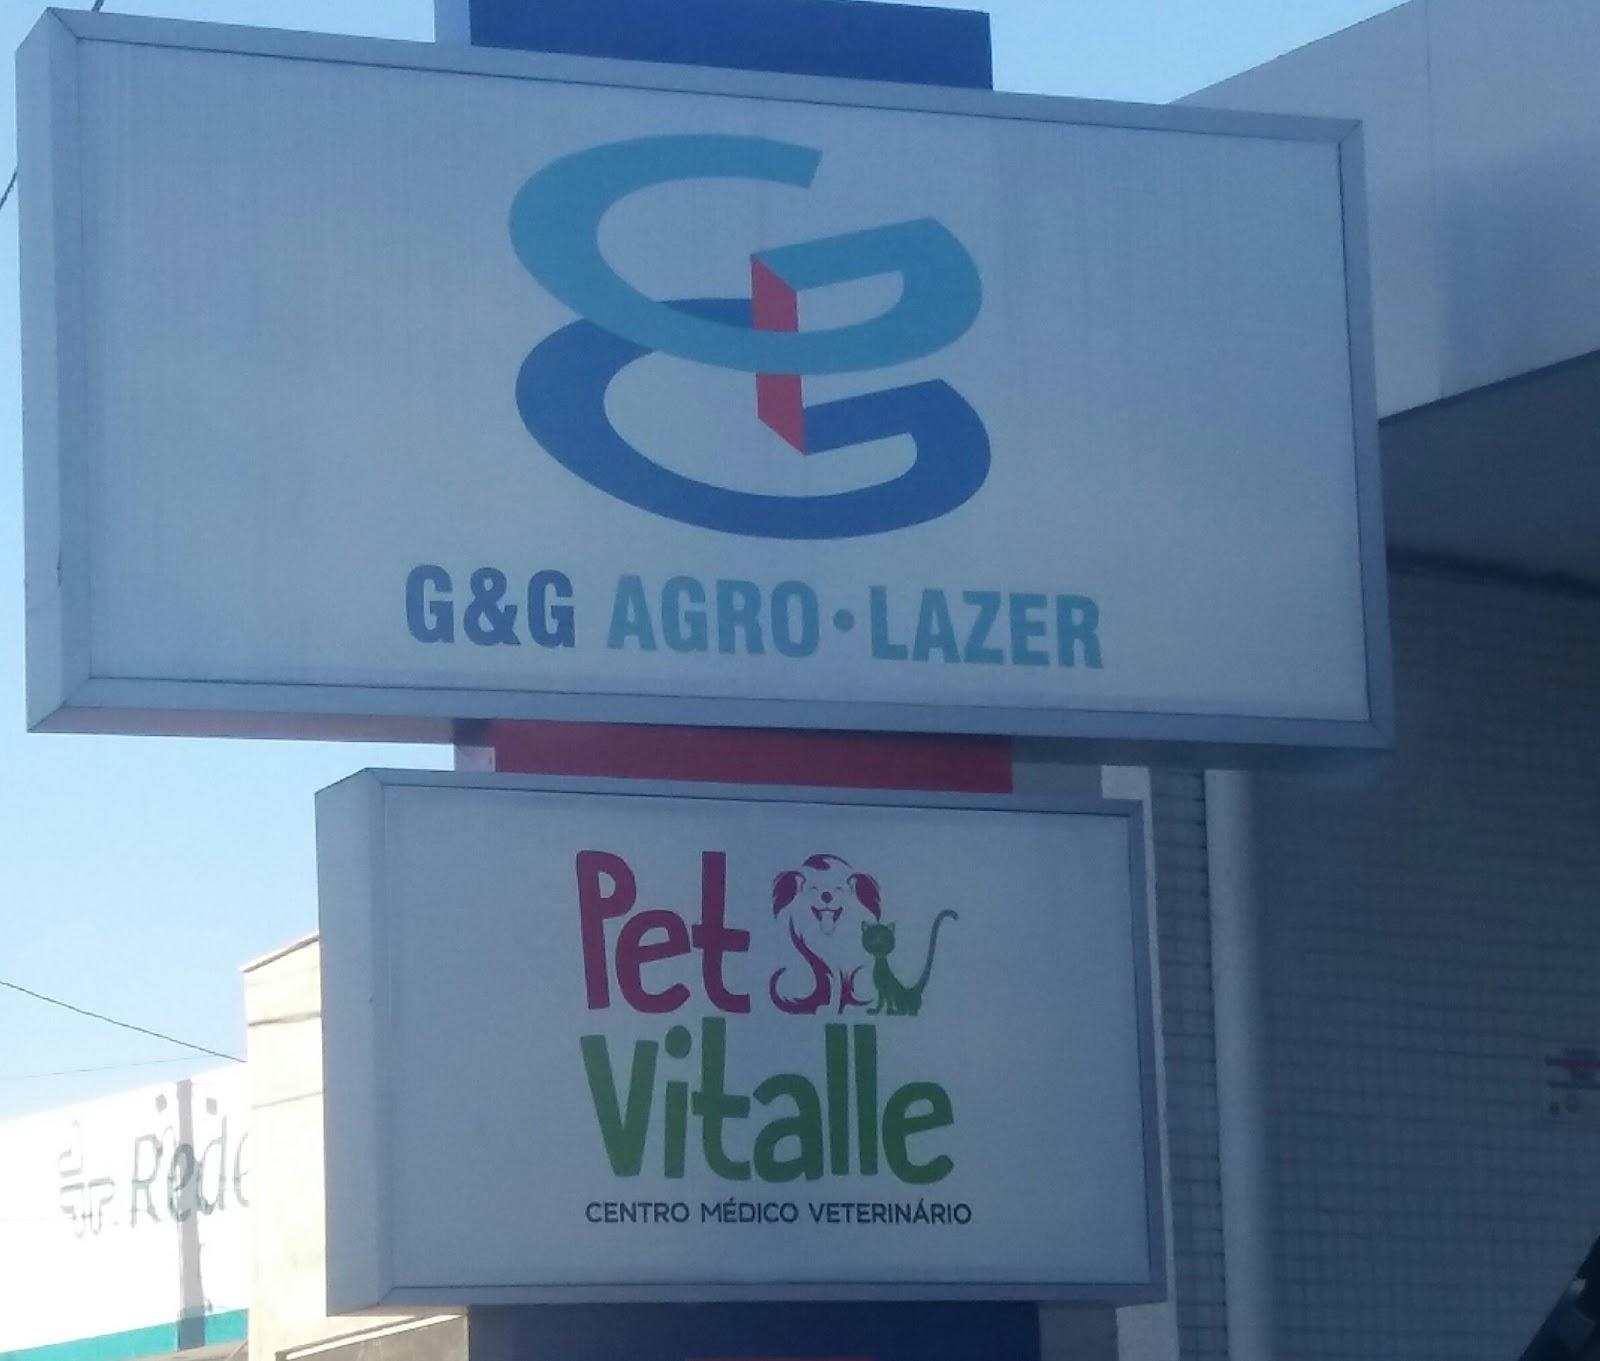 G&G AGRO • LAZER
Pet
Vitalle
CENTRO MÉDICO VETERINÁRIO
Rede